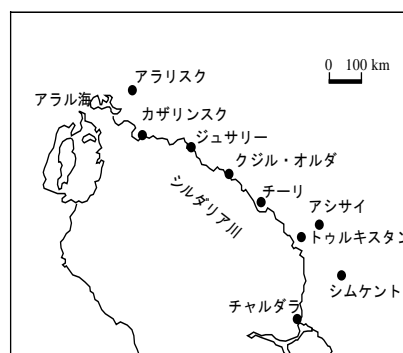 アラリスク
0 100 km
アラル海
カザリンスク
ジュサリー
クジル・オルダ
チーリ
シルダリア川
アシサイ
トゥルキスタン
シムケント
チャルダラ